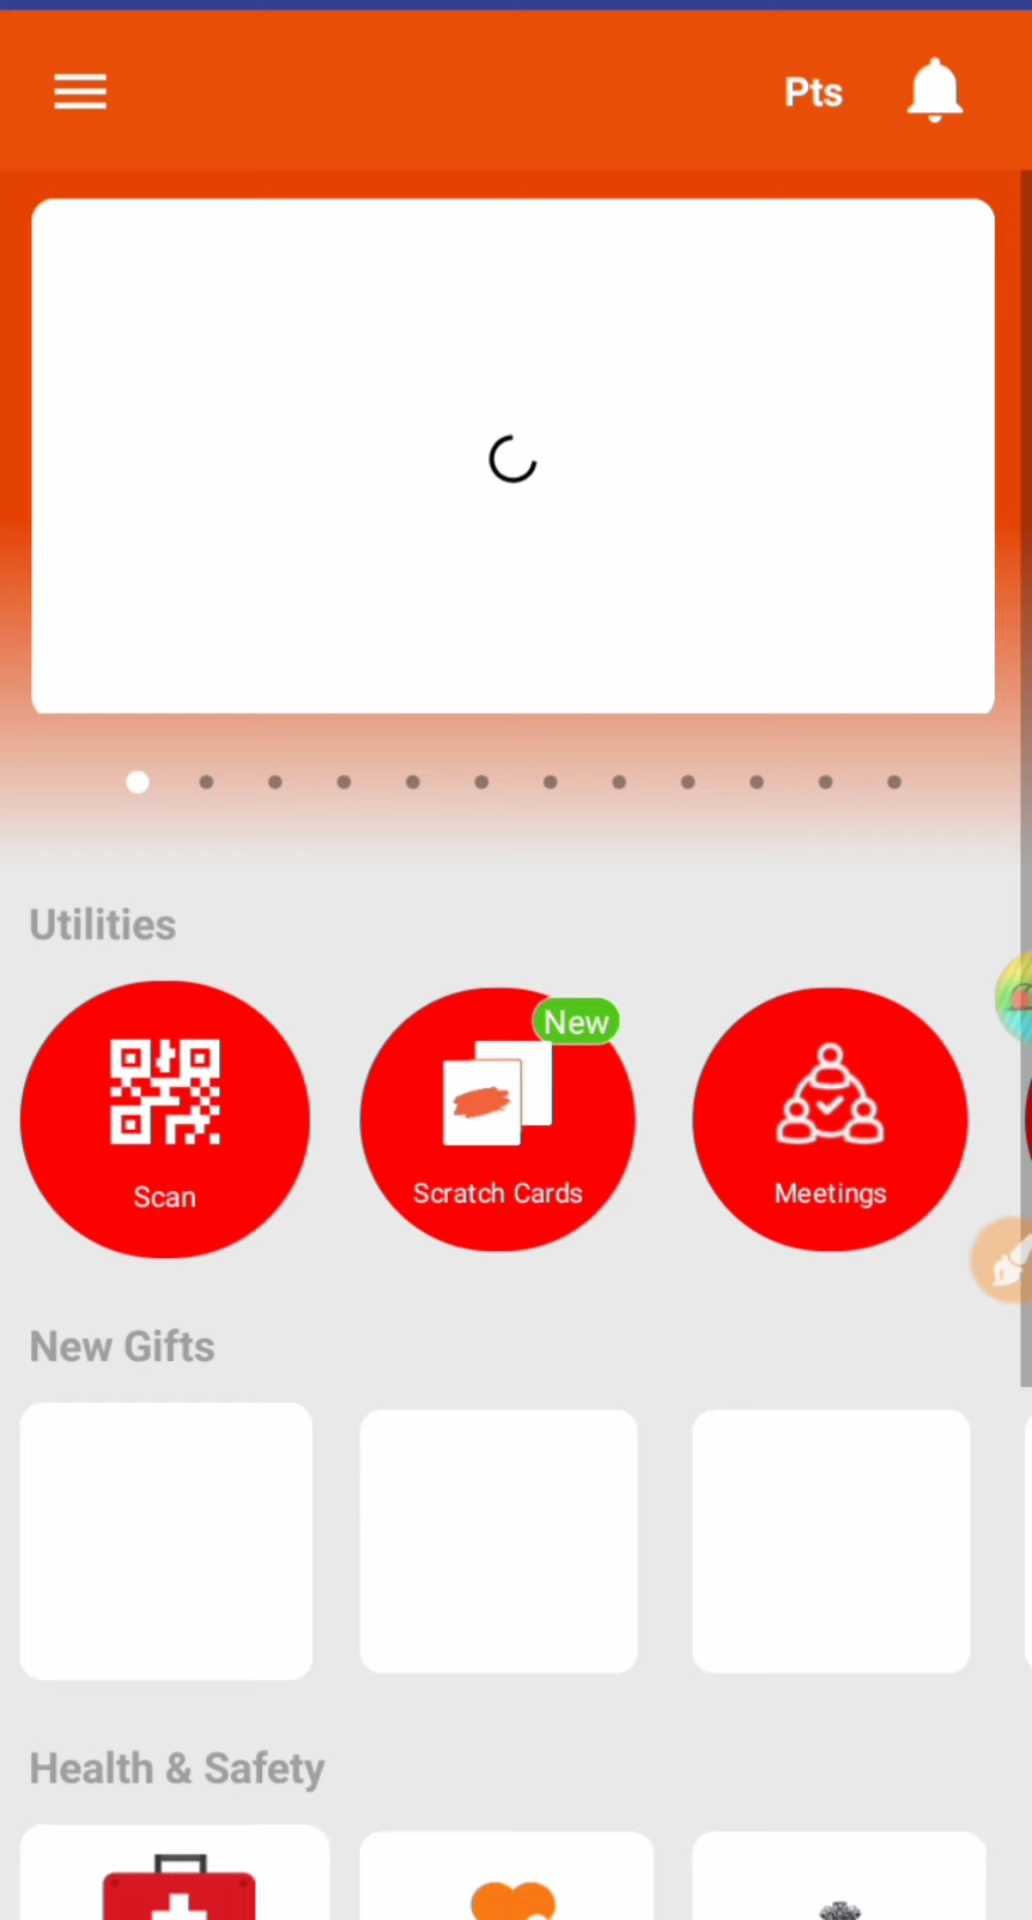 Pts
Utilities
New
Scan
Scratch Cards
Meetings
New Gifts
Health & Safety